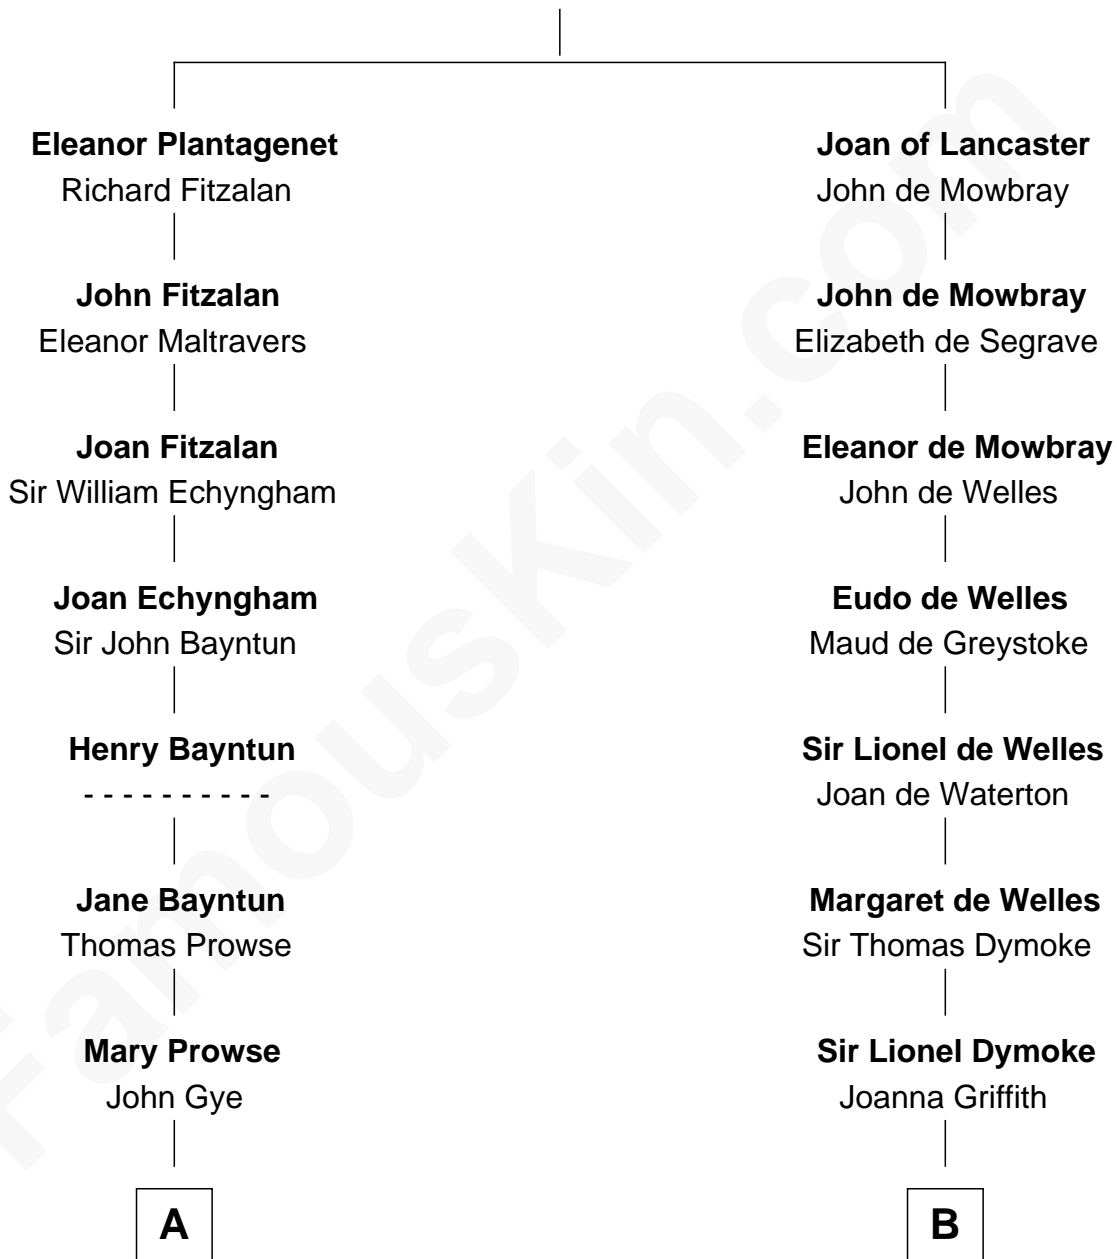 Eleanor Plantagenet
Richard Fitzalan
John Fitzalan
Eleanor Maltravers
Joan Fitzalan
Sir William Echyngham
Joan Echyngham
Sir John Bayntun
Henry Bayntun
- - - - - - - - - -
Jane Bayntun
Thomas Prowse
Mary Prowse
John Gye
A
Joan of Lancaster
John de Mowbray
John de Mowbray
Elizabeth de Segrave
Eleanor de Mowbray
John de Welles
Eudo de Welles
Maud de Greystoke
Sir Lionel de Welles
Joan de Waterton
Margaret de Welles
Sir Thomas Dymoke
Sir Lionel Dymoke
Joanna Griffith
B
FamousKin.com